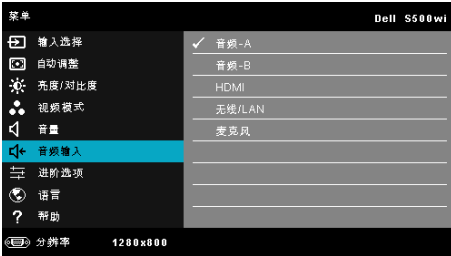 菜单 Dell S500wi
输入选择
自动调整
亮度/对比度
视频模式
音量
音频输入
进阶选项
语言
帮助
音频-A
音频-B
HDMI
无线/LAN
麦克风
分辨率 1280x800